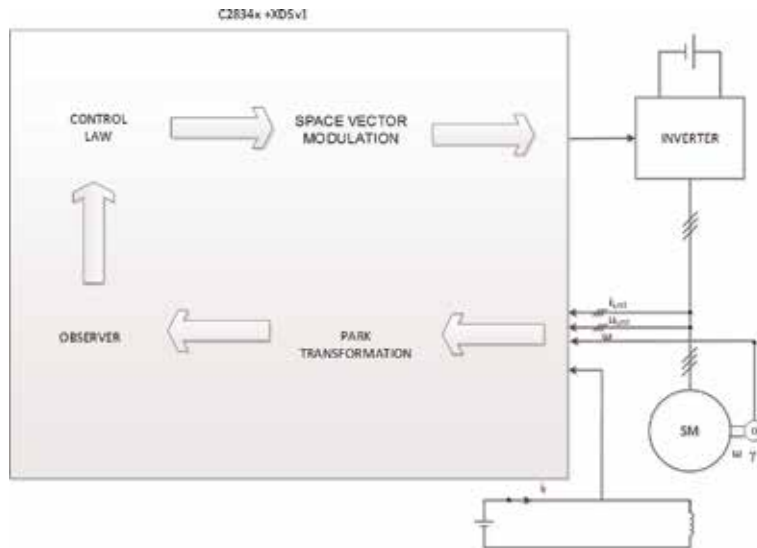 C2834x +XDSv1
CONTROL
LAW
SPACE VECTOR
MODULATION
INVERTER
OBSERVER
PARK
TRANSFORMATION
ω
SM
ω γ